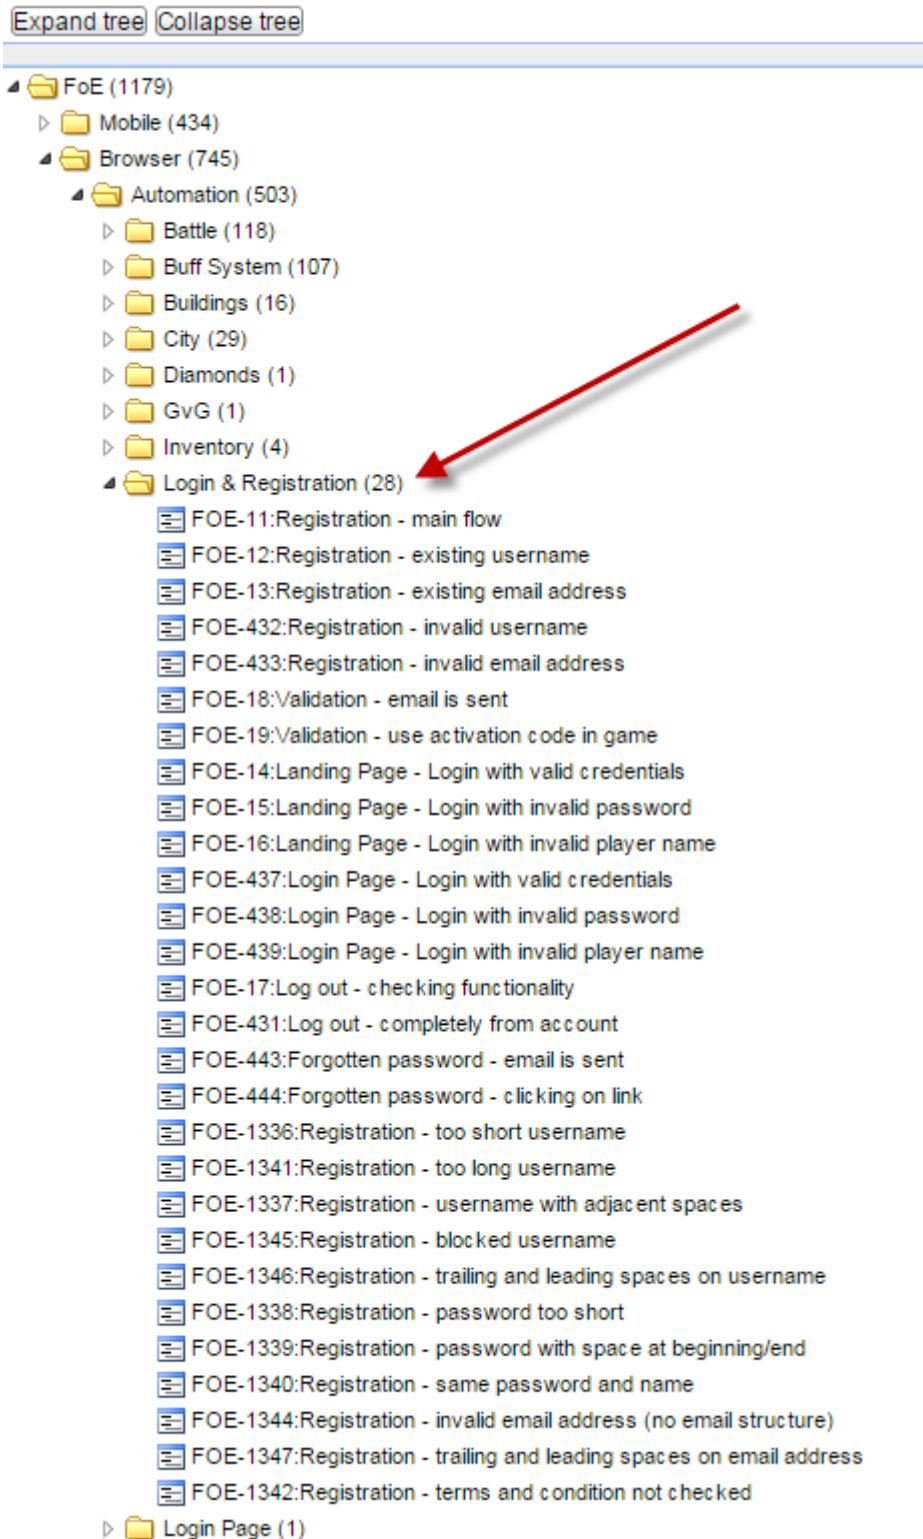 Expand tree Collapse tree
FoE (1179)
Mobile (434)
Browser (745)
Automation (503)
Battle (118)
Buff System (107)
Buildings (16)
City (29)
Diamonds (1)
GvG (1)
Inventory (4)
Login & Registration (28)
FOE-11:Registration - main flow
FOE-12:Registration - existing username
FOE-13:Registration - existing email address
FOE-432:Registration - invalid username
FOE-433:Registration - invalid email address
FOE-18:Validation - email is sent
FOE-19:Validation - use activation code in game
FOE-14:Landing Page - Login with valid credentials
FOE-15:Landing Page - Login with invalid password
FOE-16:Landing Page - Login with invalid player name
FOE-437:Login Page - Login with valid credentials
FOE-438:Login Page - Login with invalid password
FOE-439:Login Page - Login with invalid player name
FOE-17:Log out - checking functionality
FOE-431:Log out - completely from account
FOE-443:Forgotten password - email is sent
FOE-444:Forgotten password - clicking on link
FOE-1336:Registration - too short username
FOE-1341:Registration - too long username
FOE-1337:Registration - username with adjacent spaces
FOE-1345:Registration - blocked username
FOE-1346:Registration - trailing and leading spaces on username
FOE-1338:Registration - password too short
FOE-1339:Registration - password with space at beginning/end
FOE-1340:Registration - same password and name
FOE-1344:Registration - invalid email address (no email structure)
FOE-1347:Registration - trailing and leading spaces on email address
FOE-1342:Registration - terms and condition not checked
Login Page (1)